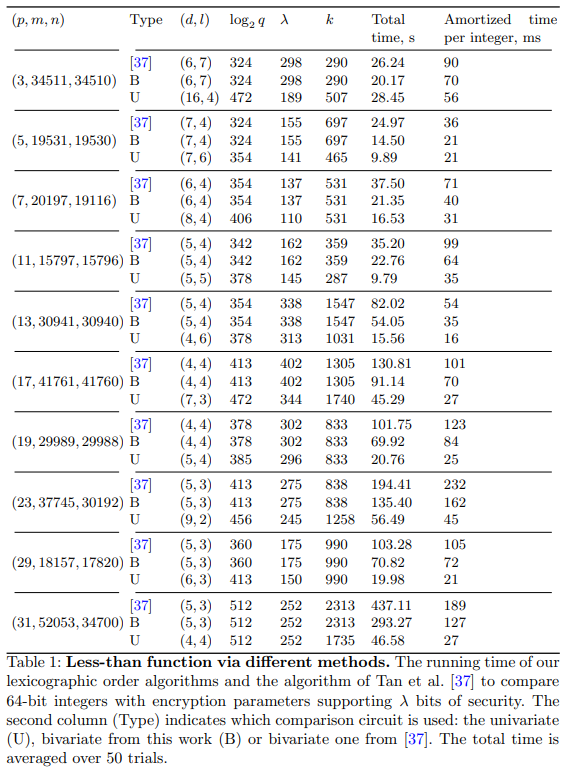 (p, m, n) Type (d, l) log₂ q λ k Total time, s Amortized time per integer, ms
[37] (6, 7) 324 298 290 26.24 90
(3, 34511, 34510) B (6, 7) 324 298 290 20.17 70
U (16, 4) 472 189 507 28.45 56
[37] (7, 4) 324 155 697 24.97 36
(5, 19531, 19530) B (7, 4) 324 155 697 14.50 21
U (7, 6) 354 141 465 9.89 21
[37] (6, 4) 354 137 531 37.50 71
(7, 20197, 19116) B (6, 4) 354 137 531 21.35 40
U (8, 4) 406 110 531 16.53 31
[37] (5, 4) 342 162 359 35.20 99
(11, 15797, 15796) B (5, 4) 342 162 359 22.76 64
U (5, 5) 378 145 287 9.79 35
[37] (5, 4) 354 338 1547 82.02 54
(13, 30941, 30940) B (5, 4) 354 338 1547 54.05 35
U (4, 6) 378 313 1031 15.56 16
[37] (4, 4) 413 402 1305 130.81 101
(17, 41761, 41760) B (4, 4) 413 402 1305 91.14 70
U (7, 3) 472 344 1740 45.29 27
[37] (4, 4) 378 302 833 101.75 123
(19, 29989, 29988) B (4, 4) 378 302 833 69.92 84
U (5, 4) 385 296 833 20.76 25
[37] (5, 3) 413 275 838 194.41 232
(23, 37745, 30192) B (5, 3) 413 275 838 135.40 162
U (9, 2) 456 245 1258 56.49 45
[37] (5, 3) 360 175 990 103.28 105
(29, 18157, 17820) B (5, 3) 360 175 990 70.82 72
U (6, 3) 413 150 990 19.98 21
[37] (5, 3) 512 252 2313 437.11 189
(31, 52053, 34700) B (5, 3) 512 252 2313 293.27 127
U (4, 4) 512 252 1735 46.58 27
Table 1: Less-than function via different methods. The running time of our
lexicographic order algorithms and the algorithm of Tan et al. [37] to compare
64-bit integers with encryption parameters supporting λ bits of security. The
second column (Type) indicates which comparison circuit is used: the univariate
(U), bivariate from this work (B) or bivariate one from [37]. The total time is
averaged over 50 trials.